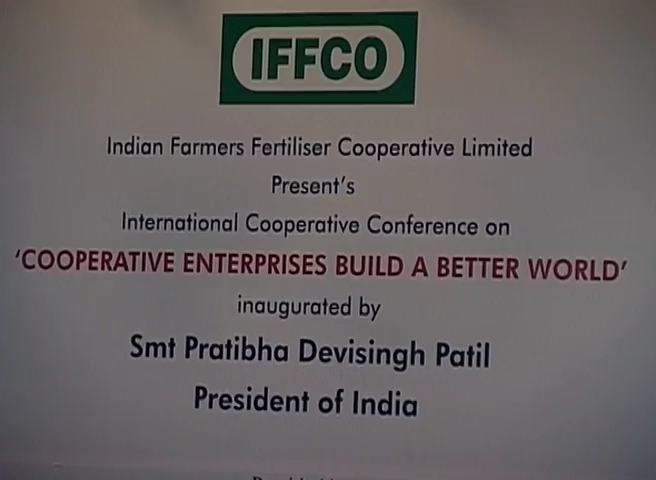 IFFCO
Indian Farmers Fertiliser Cooperative Limited
Present's
International Cooperative Conference on
'COOPERATIVE ENTERPRISES BUILD A BETTER WORLD'
inaugurated by
Smt Pratibha Devisingh Patil
President of India